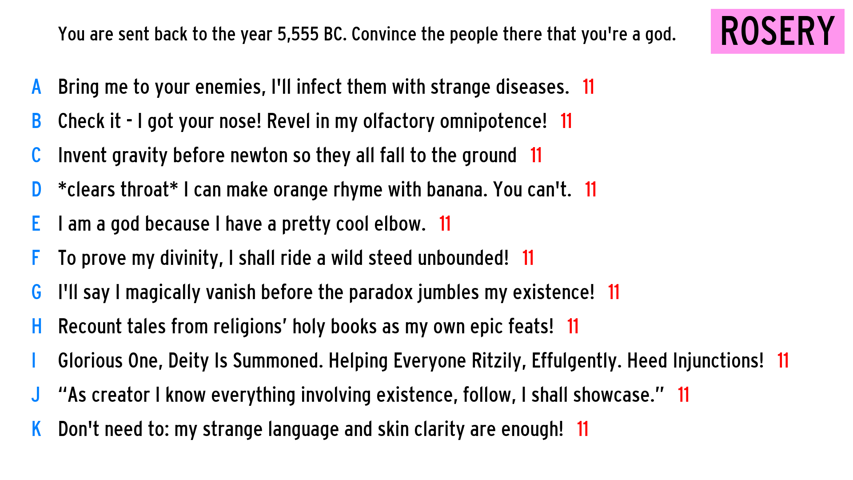 You are sent back to the year 5,555 BC. Convince the people there that you're a god.
ROSERY
A Bring me to your enemies, I'll infect them with strange diseases. 11
B Check it - I got your nose! Revel in my olfactory omnipotence! 11
C Invent gravity before newton so they all fall to the ground 11
D *clears throat* I can make orange rhyme with banana. You can't. 11
E I am a god because I have a pretty cool elbow. 11
F To prove my divinity, I shall ride a wild steed unbounded! 11
G I'll say I magically vanish before the paradox jumbles my existence! 11
H Recount tales from religions’ holy books as my own epic feats! 11
I Glorious One, Deity Is Summoned. Helping Everyone Ritzily, Effulgently. Heed Injunctions! 11
J “As creator I know everything involving existence, follow, I shall showcase.” 11
K Don't need to: my strange language and skin clarity are enough! 11